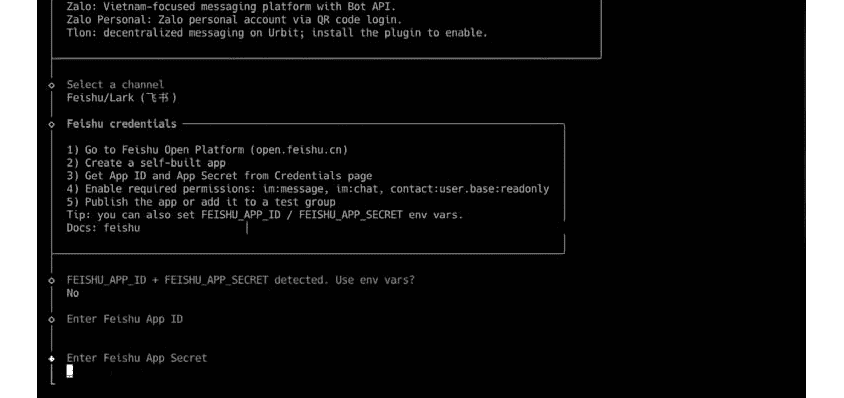 Zalo: Vietnam-focused messaging platform with Bot API.
Zalo Personal: Zalo personal account via QR code login.
Tlon: decentralized messaging on Urbit; install the plugin to enable.
Select a channel
Feishu/Lark (飞书)
Feishu credentials
1) Go to Feishu Open Platform (open.feishu.cn)
2) Create a self-built app
3) Get App ID and App Secret from Credentials page
4) Enable required permissions: im:message, im:chat, contact:user.base:readonly
5) Publish the app or add it to a test group
Tip: you can also set FEISHU_APP_ID / FEISHU_APP_SECRET env vars.
Docs: feishu
FEISHU_APP_ID + FEISHU_APP_SECRET detected. Use env vars?
No
Enter Feishu App ID
Enter Feishu App Secret